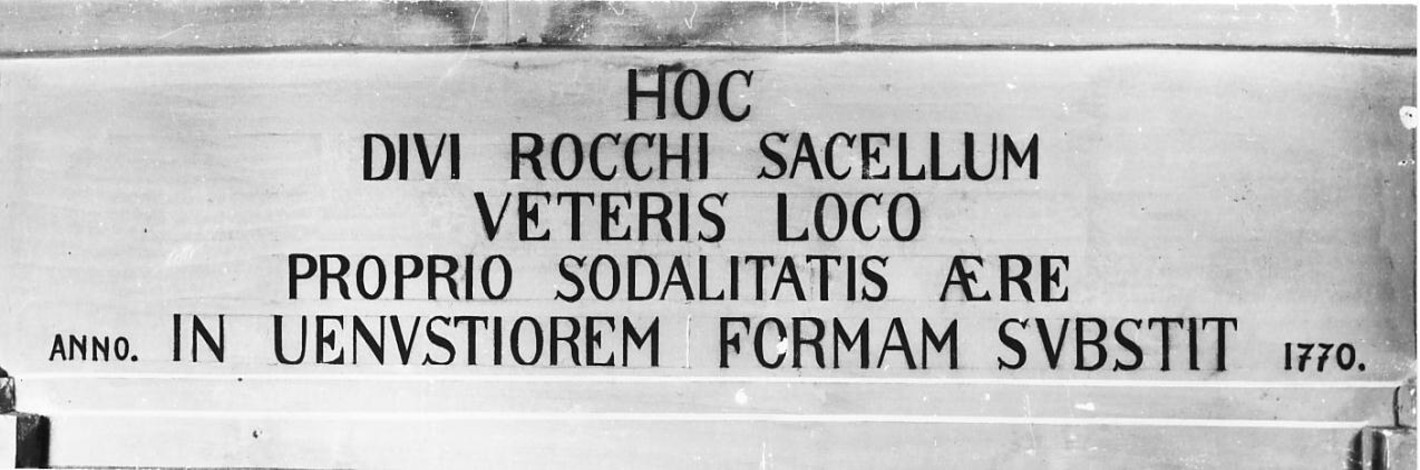 HOC
DIVI ROCCHI SACELLUM
VETERIS LOCO
PROPRIO SODALITATIS ÆRE
ANNO. IN UENVSTIOREM FORMAM SVBSTIT 1770.